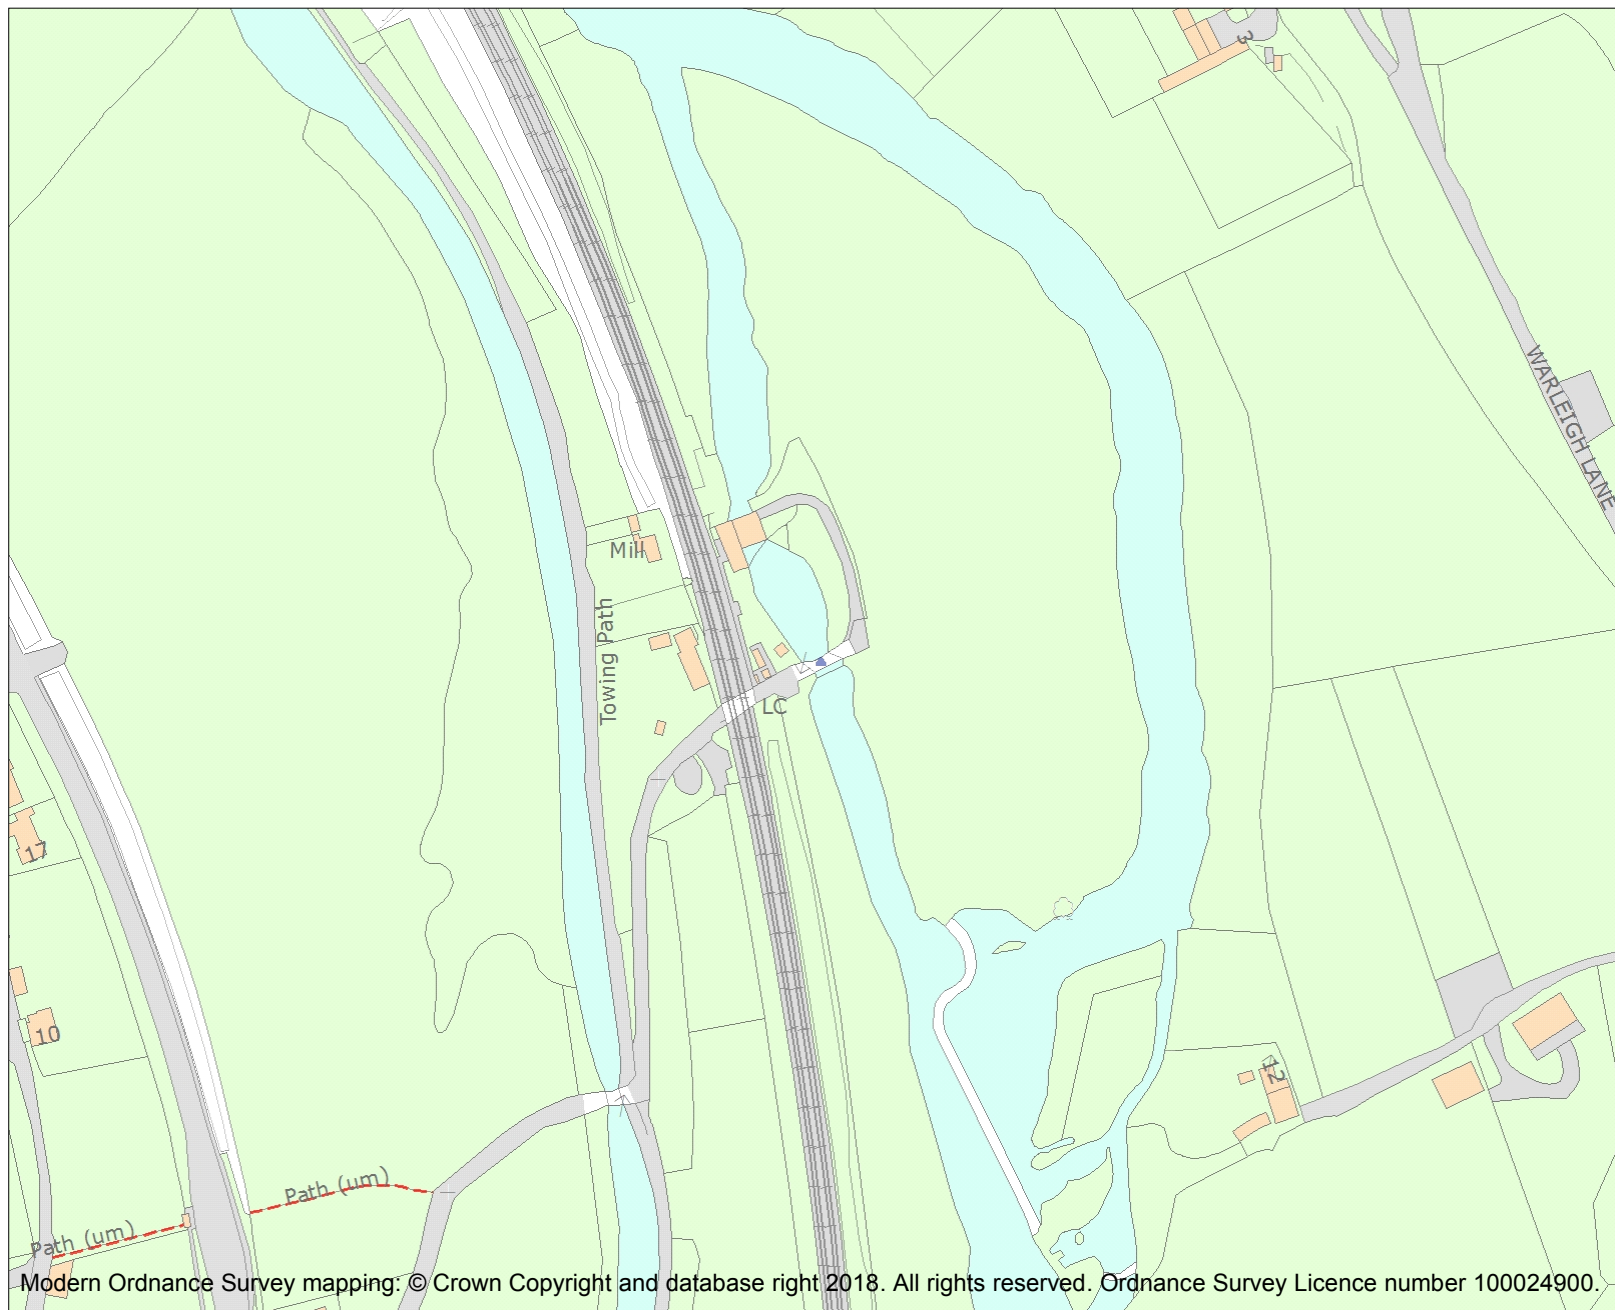 3
WARLEIGH LANE
Mill
Towing Path
LC
17
10
12
Path (um)
Path (um)
Modern Ordnance Survey mapping: © Crown Copyright and database right 2018. All rights reserved. Ordnance Survey Licence number 100024900.